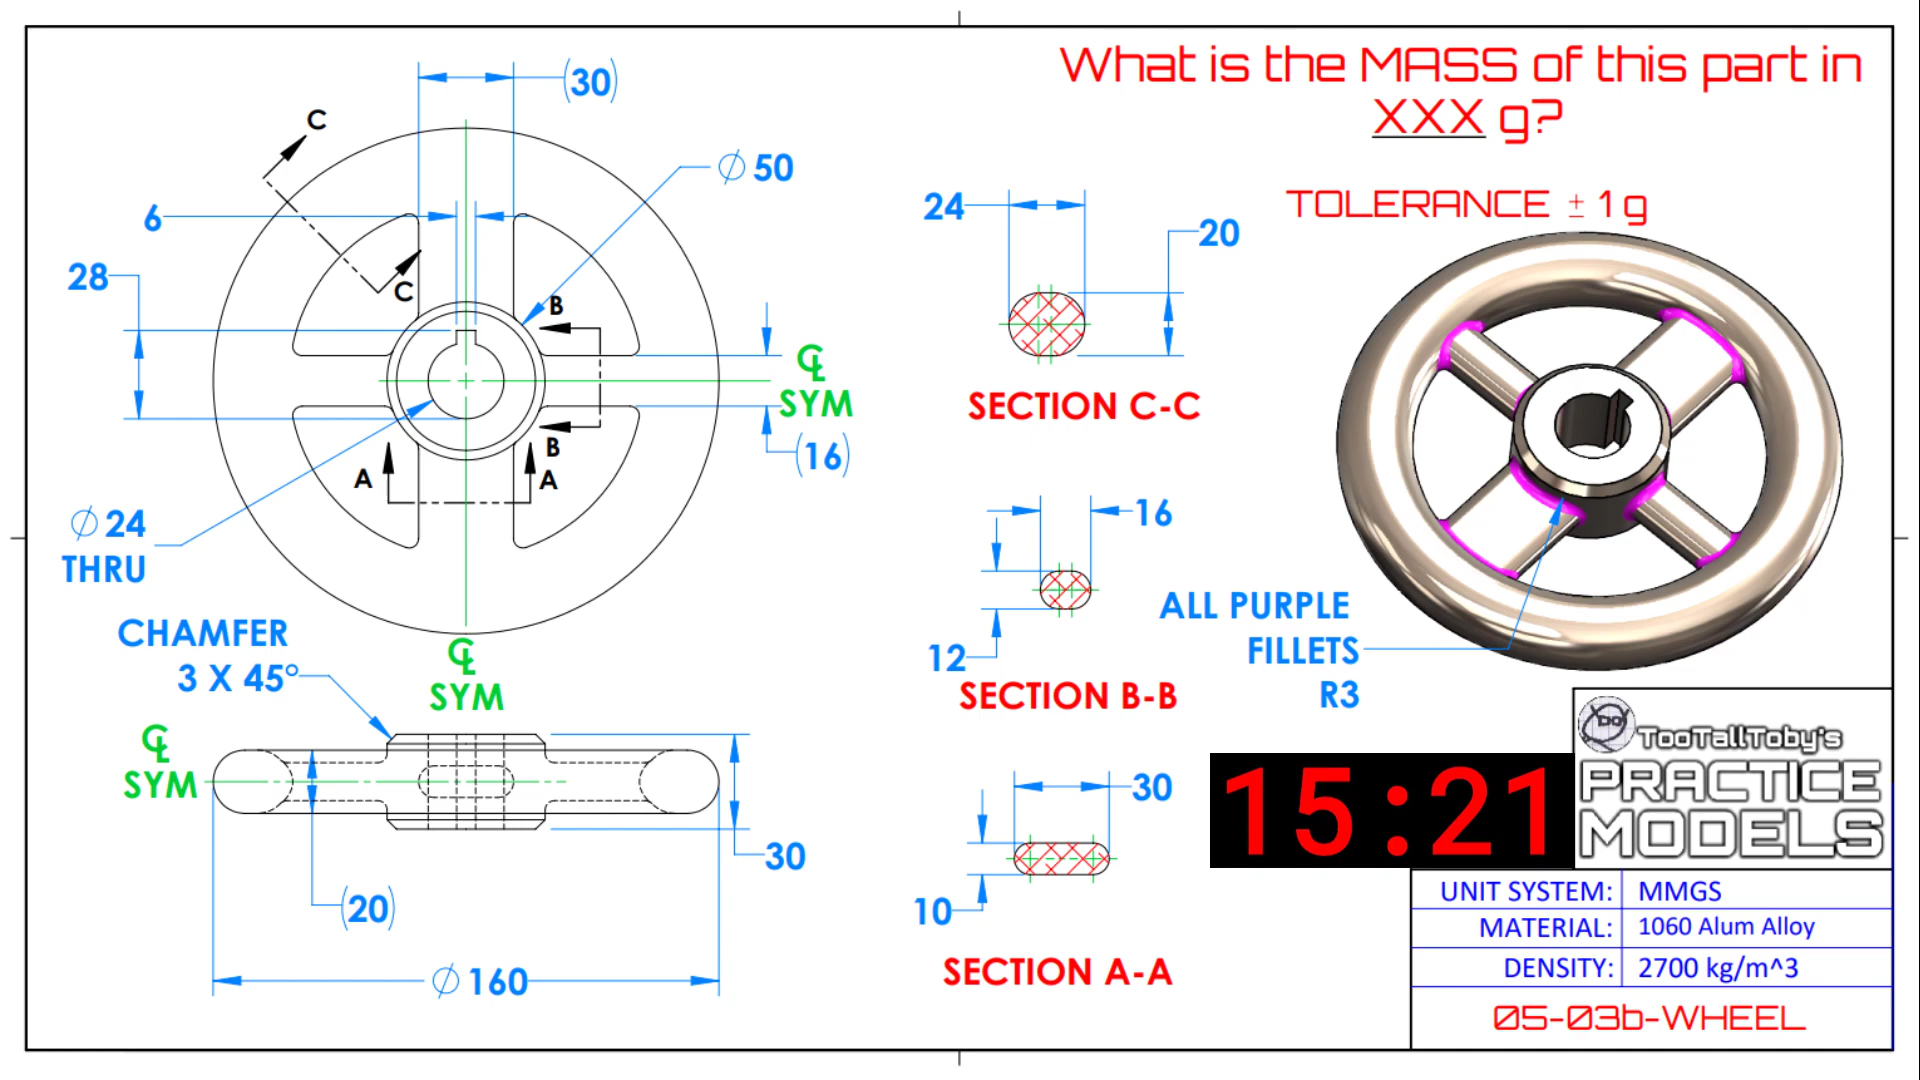 What is the MASS of this part in
XXX g?
TOLERANCE ± 1 g
(30)
C
Ø 50
6
28
C
B
℄
SYM
B
(16)
A
A
Ø 24
THRU
CHAMFER
3 X 45°
℄
SYM
℄
SYM
30
(20)
Ø 160
24
20
SECTION C-C
16
12
SECTION B-B
30
10
SECTION A-A
ALL PURPLE
FILLETS
R3
15:21
TooTallToby's
PRACTICE
MODELS
UNIT SYSTEM: MMGS
MATERIAL: 1060 Alum Alloy
DENSITY: 2700 kg/m^3
05-03b-WHEEL